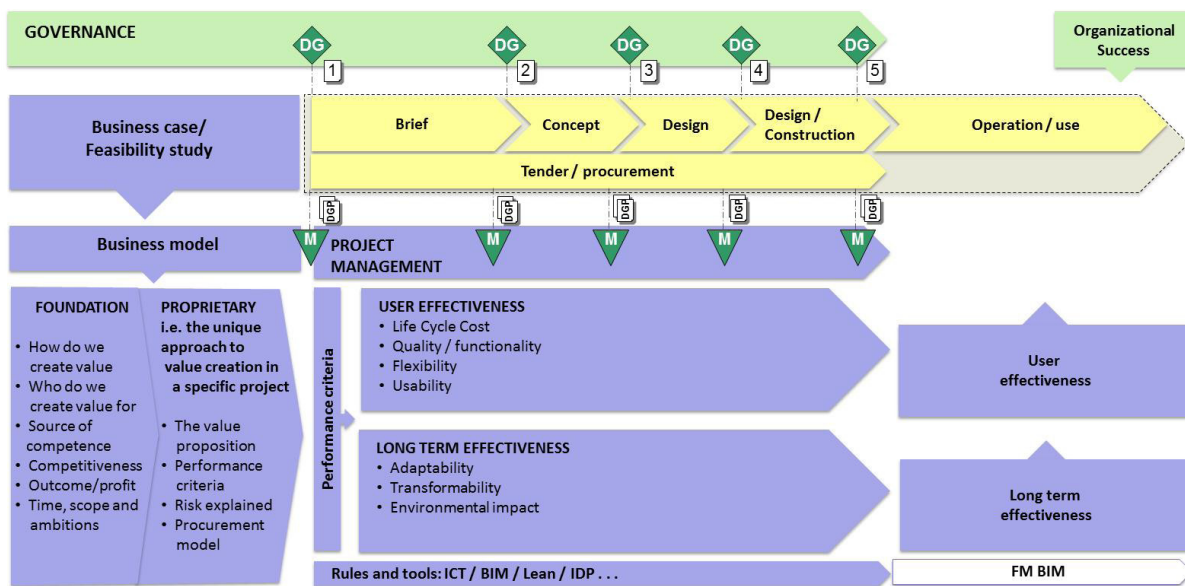 GOVERNANCE
DG
DG
DG
DG
DG
1
2
3
4
5
Organizational
Success
Business case/
Feasibility study
Brief
Concept
Design
Design /
Construction
Operation / use
Tender / procurement
DGP
DGP
DGP
DGP
DGP
M
M
M
M
M
Business model
PROJECT
MANAGEMENT
FOUNDATION
• How do we
create value
• Who do we
create value for
• Source of
competence
• Competitiveness
• Outcome/profit
• Time, scope and
ambitions
PROPRIETARY
i.e. the unique
approach to
value creation in
a specific project
• The value
proposition
• Performance
criteria
• Risk explained
• Procurement
model
Performance criteria
USER EFFECTIVENESS
• Life Cycle Cost
• Quality / functionality
• Flexibility
• Usability
LONG TERM EFFECTIVENESS
• Adaptability
• Transformability
• Environmental impact
User
effectiveness
Long term
effectiveness
Rules and tools: ICT / BIM / Lean / IDP . . .
FM BIM